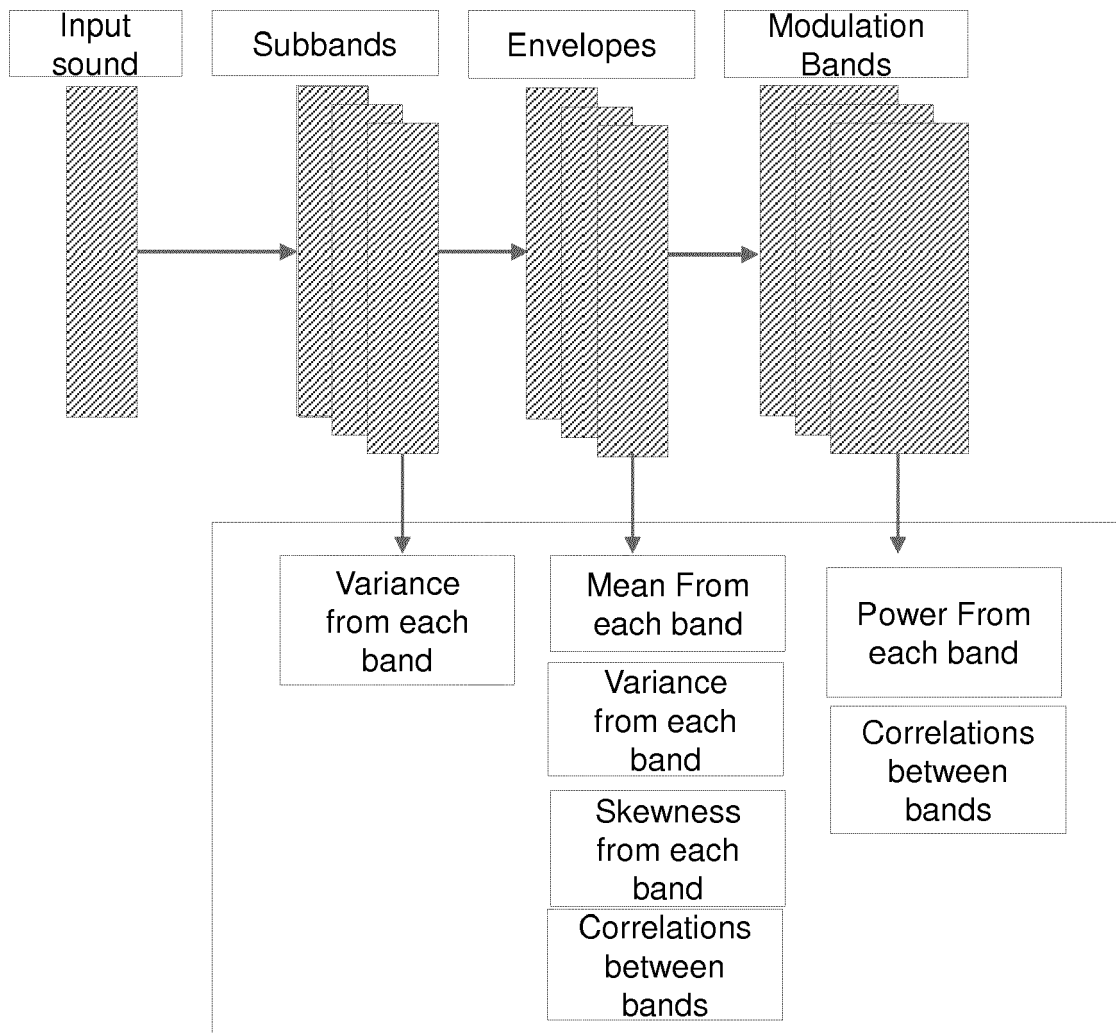 Input
sound
Subbands
Envelopes
Modulation
Bands
Variance
from each
band
Mean From
each band
Variance
from each
band
Skewness
from each
band
Correlations
between
bands
Power From
each band
Correlations
between
bands